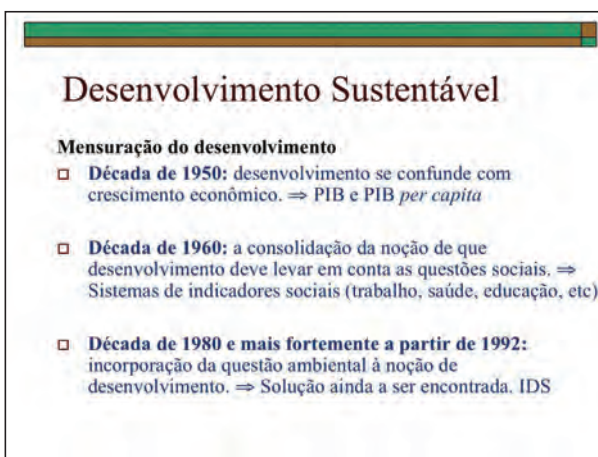 Desenvolvimento Sustentável
Mensuração do desenvolvimento
Década de 1950: desenvolvimento se confunde com
crescimento econômico. ⇒ PIB e PIB per capita
Década de 1960: a consolidação da noção de que
desenvolvimento deve levar em conta as questões sociais. ⇒
Sistemas de indicadores sociais (trabalho, saúde, educação, etc)
Década de 1980 e mais fortemente a partir de 1992:
incorporação da questão ambiental à noção de
desenvolvimento. ⇒ Solução ainda a ser encontrada. IDS